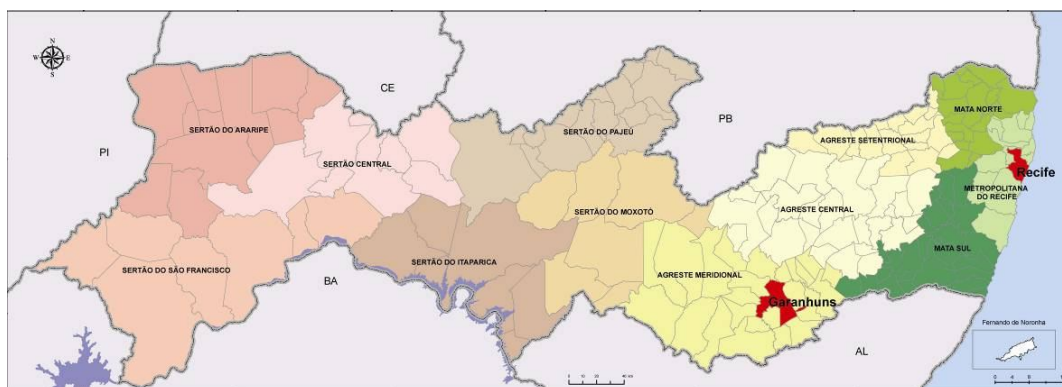 N
W E
S
CE
SERTÃO DO ARARIPE
PI
SERTÃO CENTRAL
SERTÃO DO PAJEÚ
PB
MATA NORTE
AGRESTE SETENTRIONAL
Recife
METROPOLITANA
DO RECIFE
AGRESTE CENTRAL
SERTÃO DO MOXOTÓ
MATA SUL
SERTÃO DO SÃO FRANCISCO
SERTÃO DO ITAPARICA
BA
AGRESTE MERIDIONAL
Garanhuns
AL
Fernando de Noronha